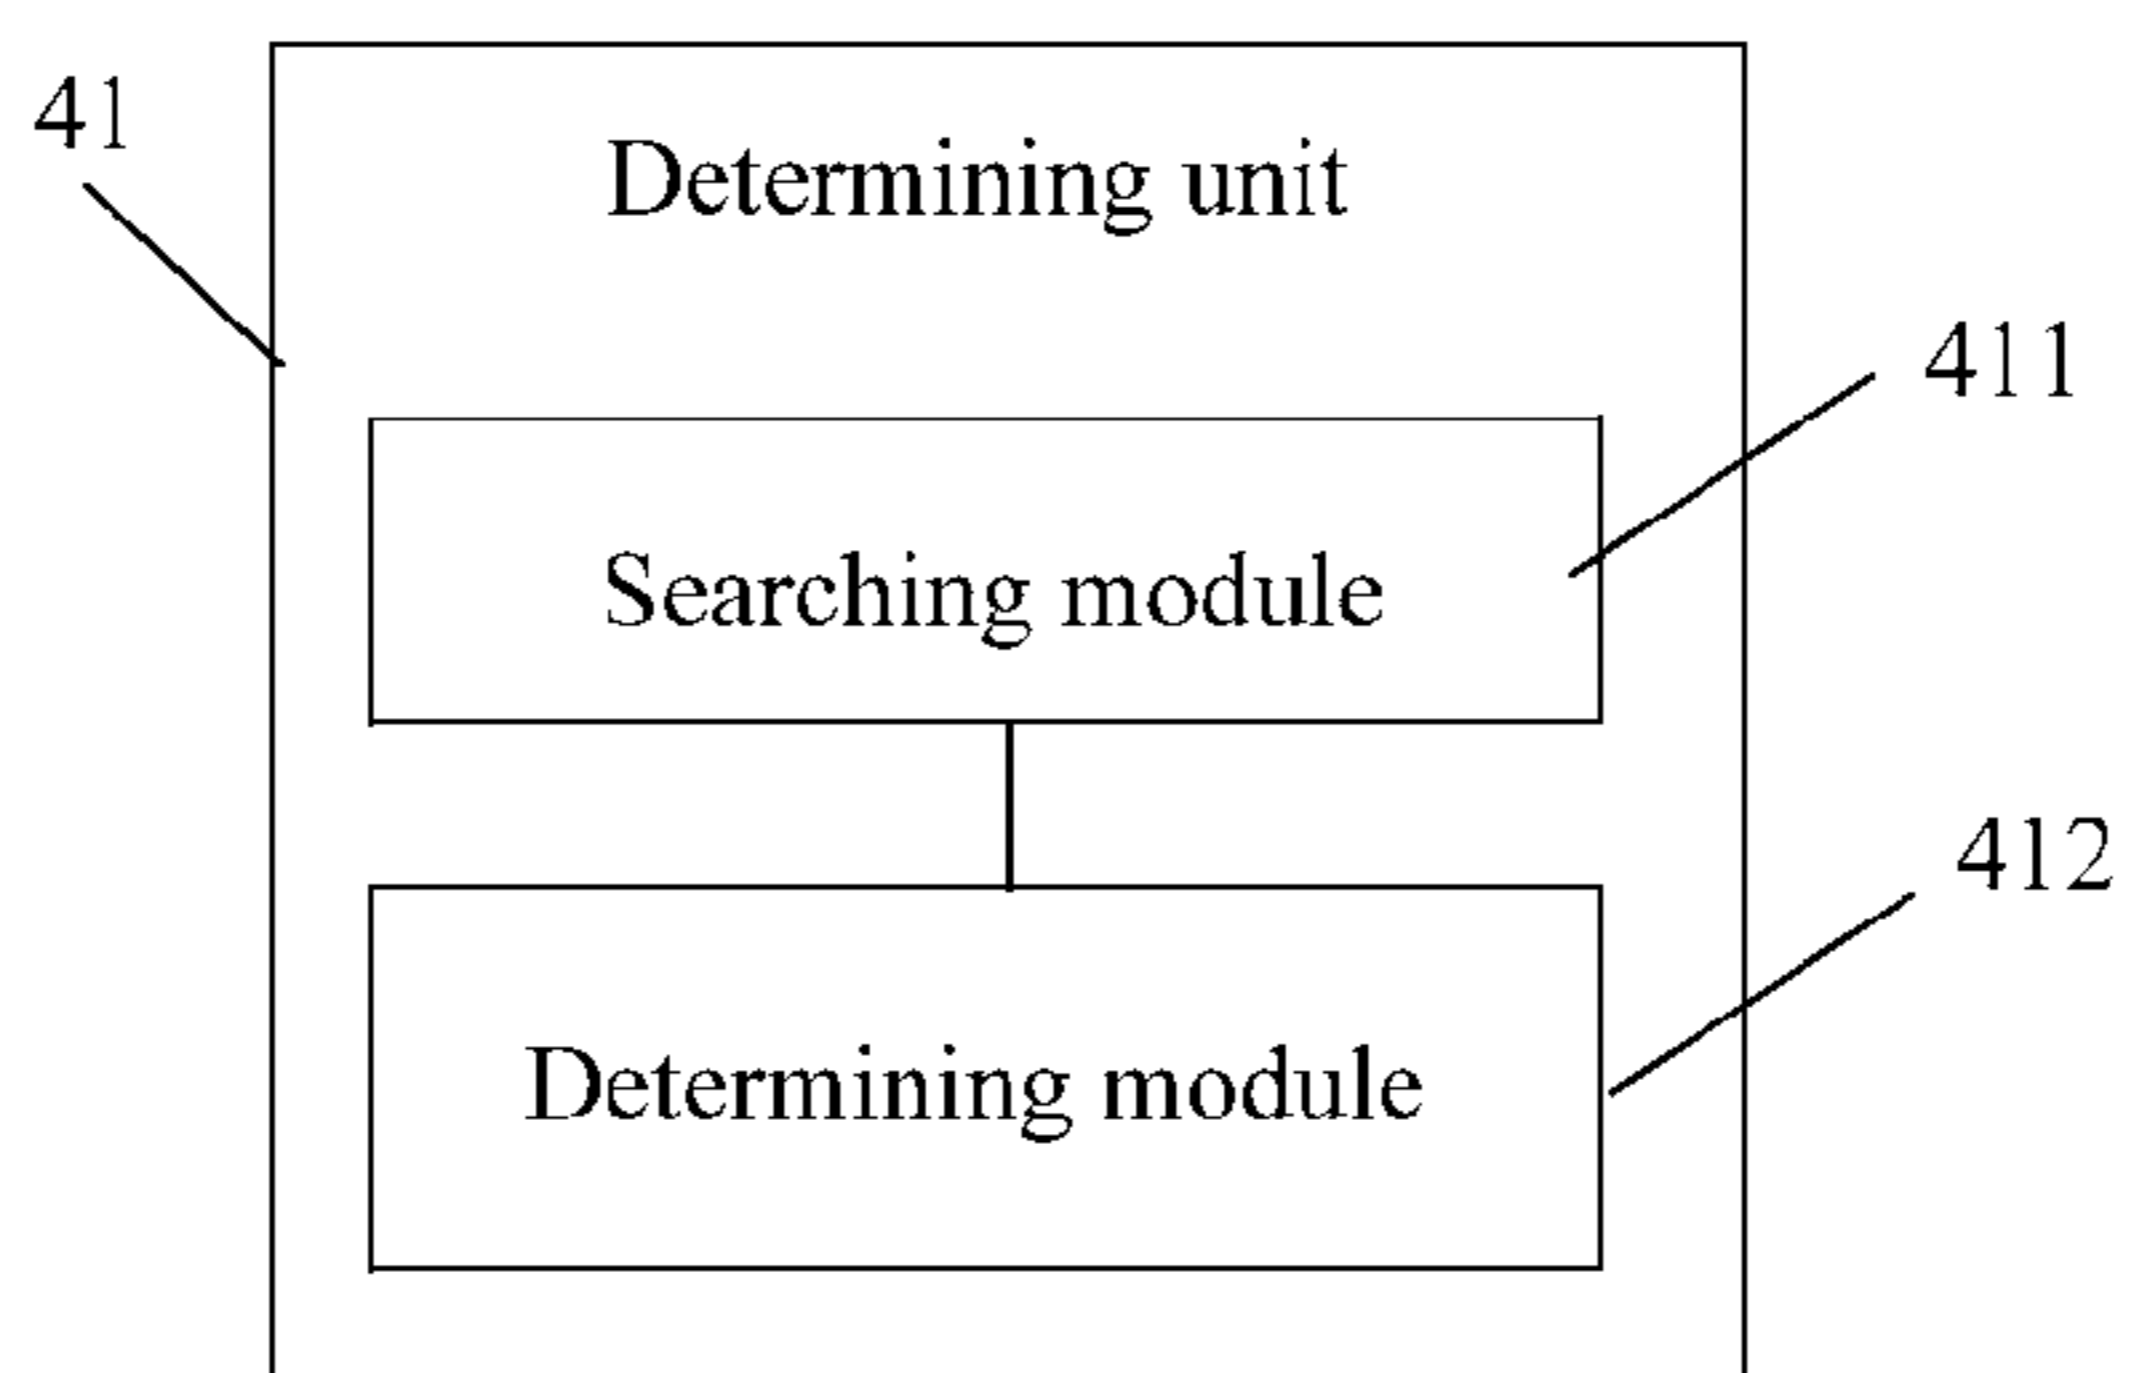 41
Determining unit
411
Searching module
412
Determining module